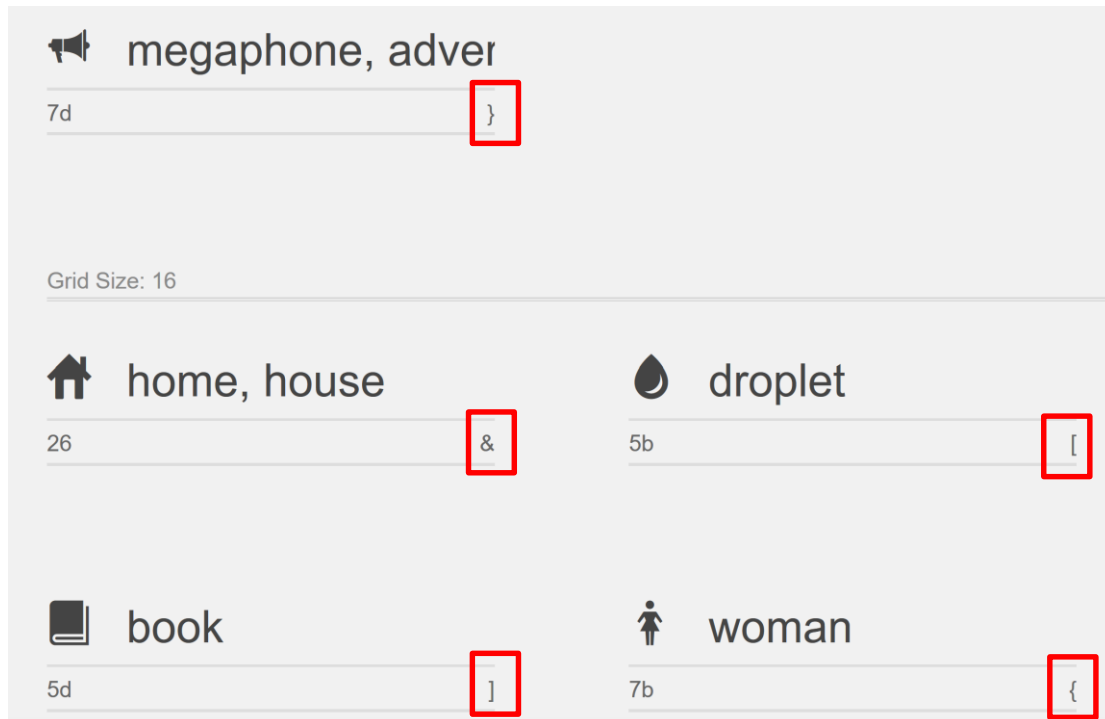 megaphone, adver
7d }
Grid Size: 16
home, house
26 &
droplet
5b [
book
5d ]
woman
7b {